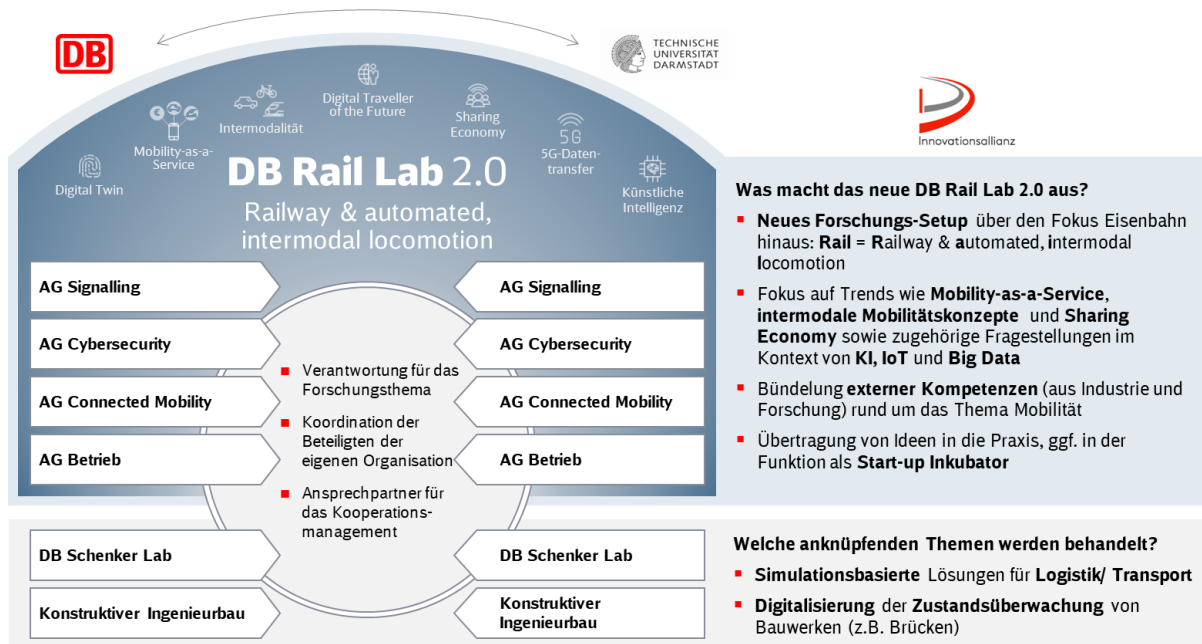 DB
TECHNISCHE
UNIVERSITÄT
DARMSTADT
Innovationsallianz
Digital Twin
Mobility-as-a-
Service
Intermodalität
Digital Traveller
of the Future
Sharing
Economy
5G
5G-Daten-
transfer
Künstliche
Intelligenz
DB Rail Lab 2.0
Railway & automated,
intermodal locomotion
AG Signalling
AG Cybersecurity
AG Connected Mobility
AG Betrieb
DB Schenker Lab
Konstruktiver Ingenieurbau
Verantwortung für das
Forschungsthema
Koordination der
Beteiligten der
eigenen Organisation
Ansprechpartner für
das Kooperations-
management
AG Signalling
AG Cybersecurity
AG Connected Mobility
AG Betrieb
DB Schenker Lab
Konstruktiver
Ingenieurbau
Was macht das neue DB Rail Lab 2.0 aus?
Neues Forschungs-Setup über den Fokus Eisenbahn
hinaus: Rail = Railway & automated, intermodal
locomotion
Fokus auf Trends wie Mobility-as-a-Service,
intermodale Mobilitätskonzepte und Sharing
Economy sowie zugehörige Fragestellungen im
Kontext von KI, IoT und Big Data
Bündelung externer Kompetenzen (aus Industrie und
Forschung) rund um das Thema Mobilität
Übertragung von Ideen in die Praxis, ggf. in der
Funktion als Start-up Inkubator
Welche anknüpfenden Themen werden behandelt?
Simulationsbasierte Lösungen für Logistik/ Transport
Digitalisierung der Zustandsüberwachung von
Bauwerken (z.B. Brücken)